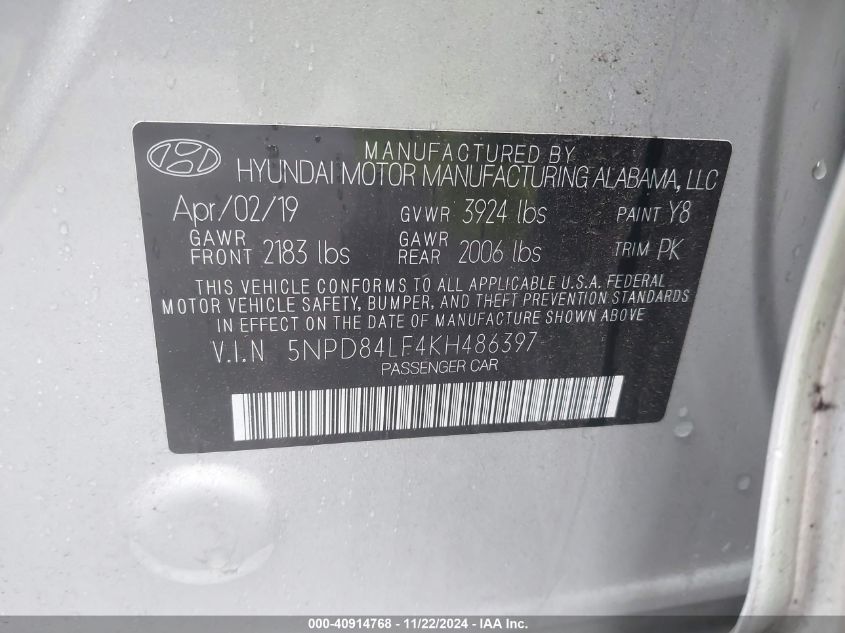 MANUFACTURED BY
HYUNDAI MOTOR MANUFACTURING ALABAMA, LLC
Apr/02/19 GVWR 3924 lbs PAINT Y8
GAWR FRONT 2183 lbs GAWR REAR 2006 lbs TRIM PK
THIS VEHICLE CONFORMS TO ALL APPLICABLE U.S.A. FEDERAL
MOTOR VEHICLE SAFETY, BUMPER, AND THEFT PREVENTION STANDARDS
IN EFFECT ON THE DATE OF MANUFACTURE SHOWN ABOVE
V.I.N 5NPD84LF4KH486397
PASSENGER CAR
000-40914768 - 11/22/2024 - IAA Inc.